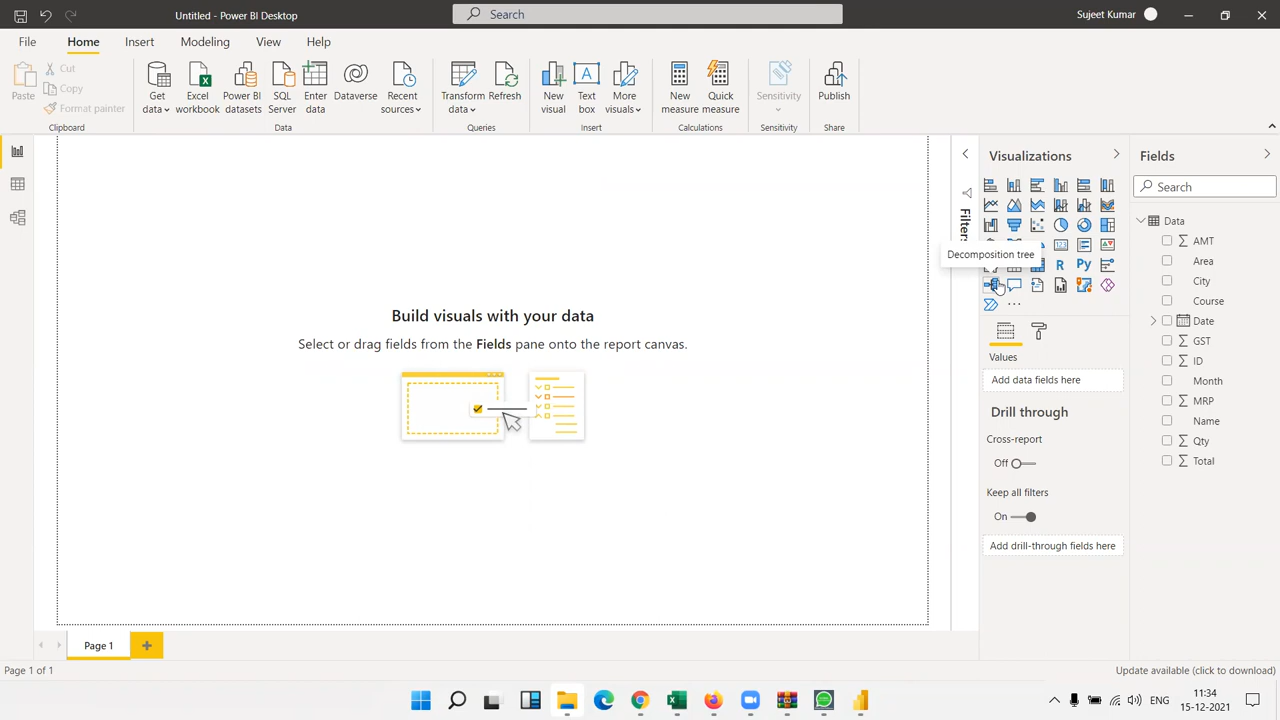 Untitled - Power BI Desktop
Search
Sujeet Kumar
File
Home
Insert
Modeling
View
Help
Paste
Cut
Copy
Format painter
Clipboard
Get data
Excel workbook
Power BI datasets
SQL Server
Enter data
Dataverse
Recent sources
Data
Transform data
Refresh
Queries
New visual
Text box
More visuals
Insert
New measure
Quick measure
Calculations
Sensitivity
Sensitivity
Publish
Share
Filters
Visualizations
123
R
Py
Decomposition tree
Values
Add data fields here
Drill through
Cross-report
Off
Keep all filters
On
Add drill-through fields here
Fields
Search
Data
AMT
Area
City
Course
Date
GST
ID
Month
MRP
Name
Qty
Total
Build visuals with your data
Select or drag fields from the Fields pane onto the report canvas.
Page 1
Page 1 of 1
Update available (click to download)
ENG
11:34
15-12-2021